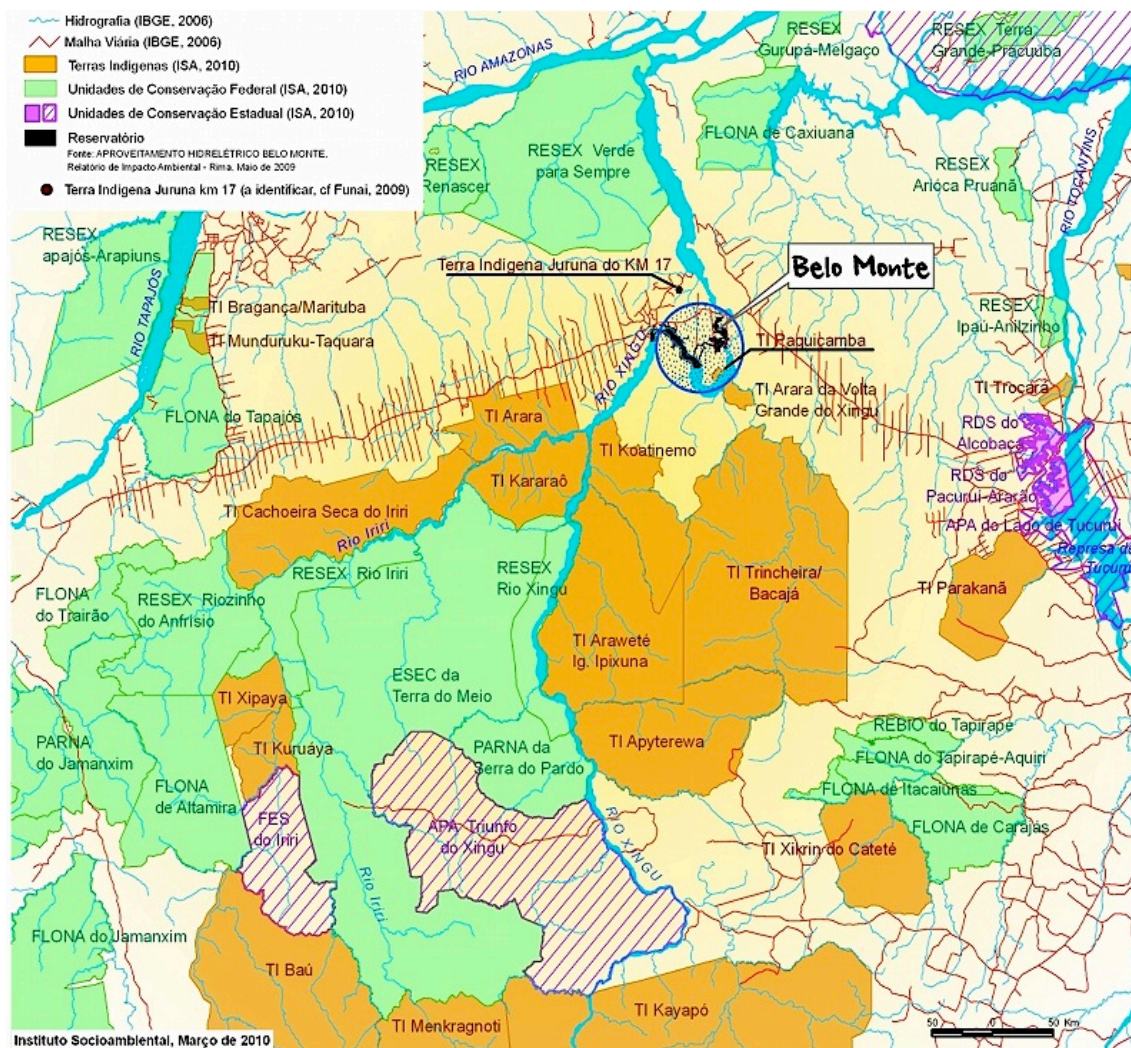 Hidrografia (IBGE, 2006)
Malha Viária (IBGE, 2006)
Terras Indígenas (ISA, 2010)
Unidades de Conservação Federal (ISA, 2010)
Unidades de Conservação Estadual (ISA, 2010)
Reservatório
Fonte: APROVEITAMENTO HIDRELÉTRICO BELO MONTE,
Relatório de Impacto Ambiental - Rima, Maio de 2009
Terra Indígena Juruna km 17 (a identificar, cf Funai, 2009)
RIO AMAZONAS
RESEX
Gurupá-Melgaço
RESEX Terra
Grande-Pracuúba
FLONA de Caxiuana
RESEX Verde
para Sempre
RESEX
Renascer
RESEX
Arióca Pruanã
RIO TOCANTINS
RESEX
apajós-Arapiuns
RIO TAPAJÓS
Terra Indígena Juruna do KM 17
Belo Monte
TI Bragança/Marituba
TI Munduruku-Taquara
RESEX
Ipaú-Anilzinho
RIO XINGU
TI Paquiçamba
FLONA do Tapajós
TI Arara da Volta
Grande do Xingu
TI Trocará
TI Arara
RDS do
Alcobaça
TI Koatinemo
TI Kararaô
RDS do
Pacuruí-Ararão
TI Cachoeira Seca do Iriri
Rio Iriri
APA do Lago de Tucuruí
Represa de
Tucuruí
RESEX Rio Iriri
RESEX
Rio Xingu
TI Trincheira/
Bacajá
TI Parakanã
FLONA
do Trairão
RESEX Riozinho
do Anfrísio
TI Araweté
Ig. Ipixuna
ESEC da
Terra do Meio
TI Xipaya
TI Kuruáya
PARNA
do Jamanxim
PARNA da
Serra do Pardo
TI Apyterewa
REBIO do Tapirapé
FLONA do Tapirapé-Aquiri
FLONA de Itacaiunas
FLONA
de Altamira
FES
do Iriri
APA Triunfo
do Xingu
RIO XINGU
FLONA de Carajás
TI Xikrin do Cateté
Rio Iriri
FLONA do Jamanxim
TI Baú
TI Menkragnoti
TI Kayapó
50 0 50 Km
Instituto Socioambiental, Março de 2010